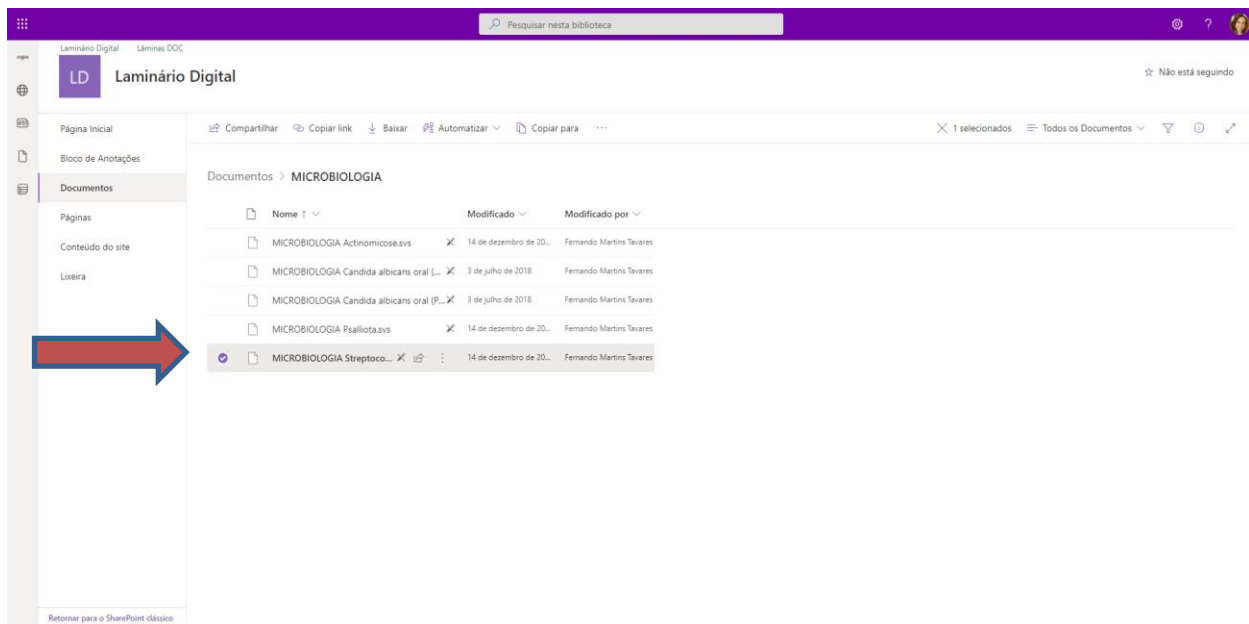 Pesquisar nesta biblioteca
?
Laminário Digital Lâminas DOC
LD Laminário Digital
Não está seguindo
Página Inicial
Bloco de Anotações
Documentos
Páginas
Conteúdo do site
Lixeira
Compartilhar Copiar link Baixar Automatizar Copiar para ... 1 selecionados Todos os Documentos
Documentos > MICROBIOLOGIA
Nome ↑ Modificado Modificado por
MICROBIOLOGIA Actinomicose.svs 14 de dezembro de 20... Fernando Martins Tavares
MICROBIOLOGIA Candida albicans oral (... 3 de julho de 2018 Fernando Martins Tavares
MICROBIOLOGIA Candida albicans oral (P... 3 de julho de 2018 Fernando Martins Tavares
MICROBIOLOGIA Psalliota.svs 14 de dezembro de 20... Fernando Martins Tavares
MICROBIOLOGIA Streptoco... 14 de dezembro de 20... Fernando Martins Tavares
Retornar para o SharePoint clássico